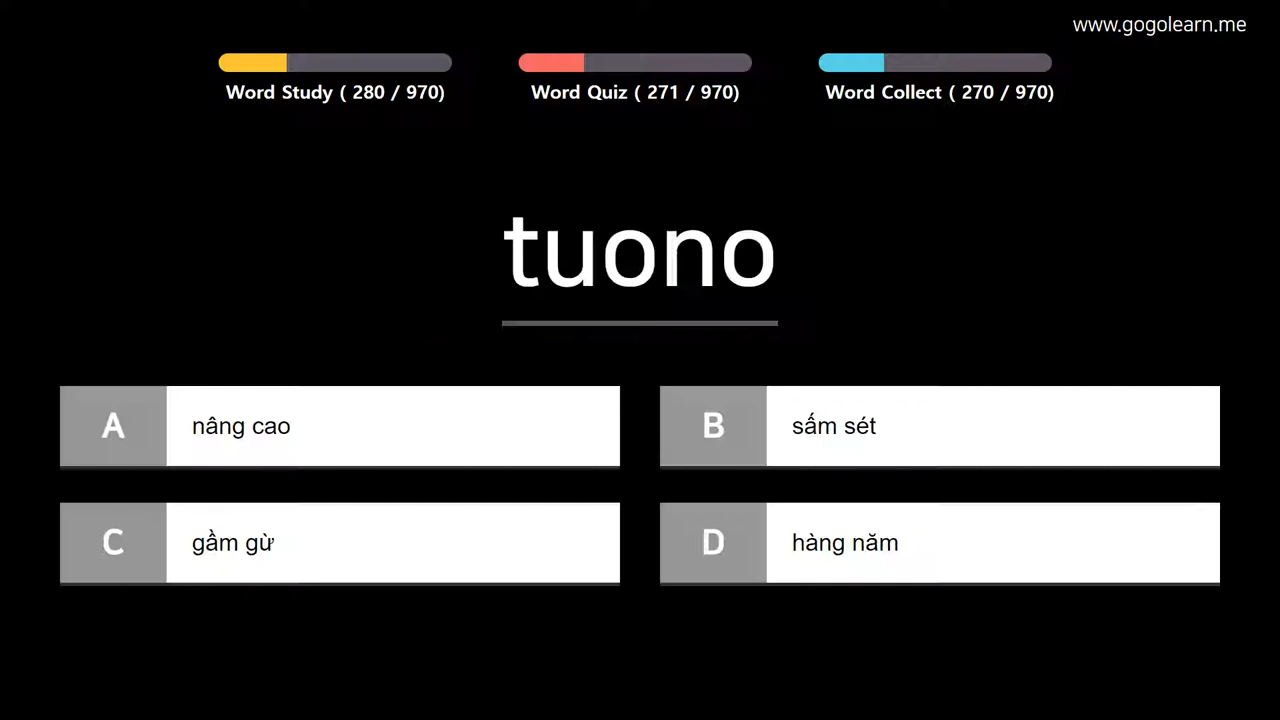 www.gogolearn.me
Word Study ( 280 / 970)
Word Quiz ( 271 / 970)
Word Collect ( 270 / 970)
tuono
A nâng cao
B sấm sét
C gầm gừ
D hàng năm